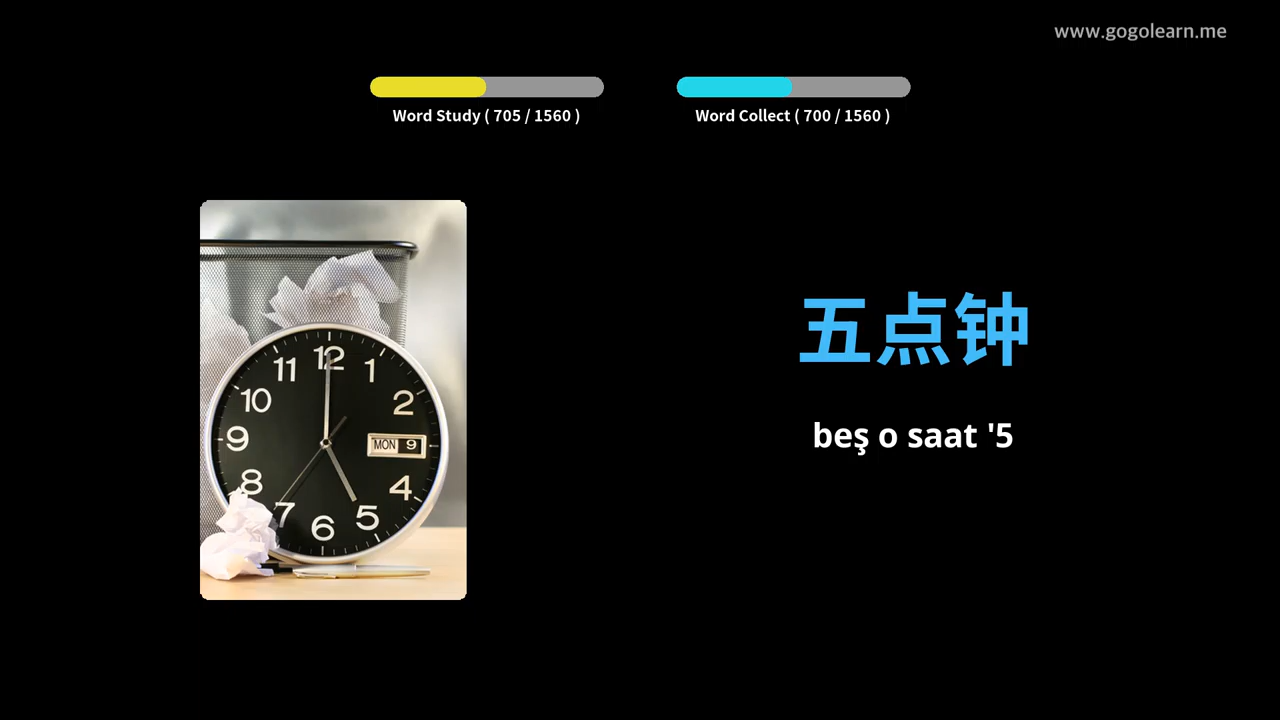 www.gogolearn.me
Word Study ( 705 / 1560 )
Word Collect ( 700 / 1560 )
五点钟
beş o saat '5
12
1
2
MON 9
4
5
6
7
8
9
10
11